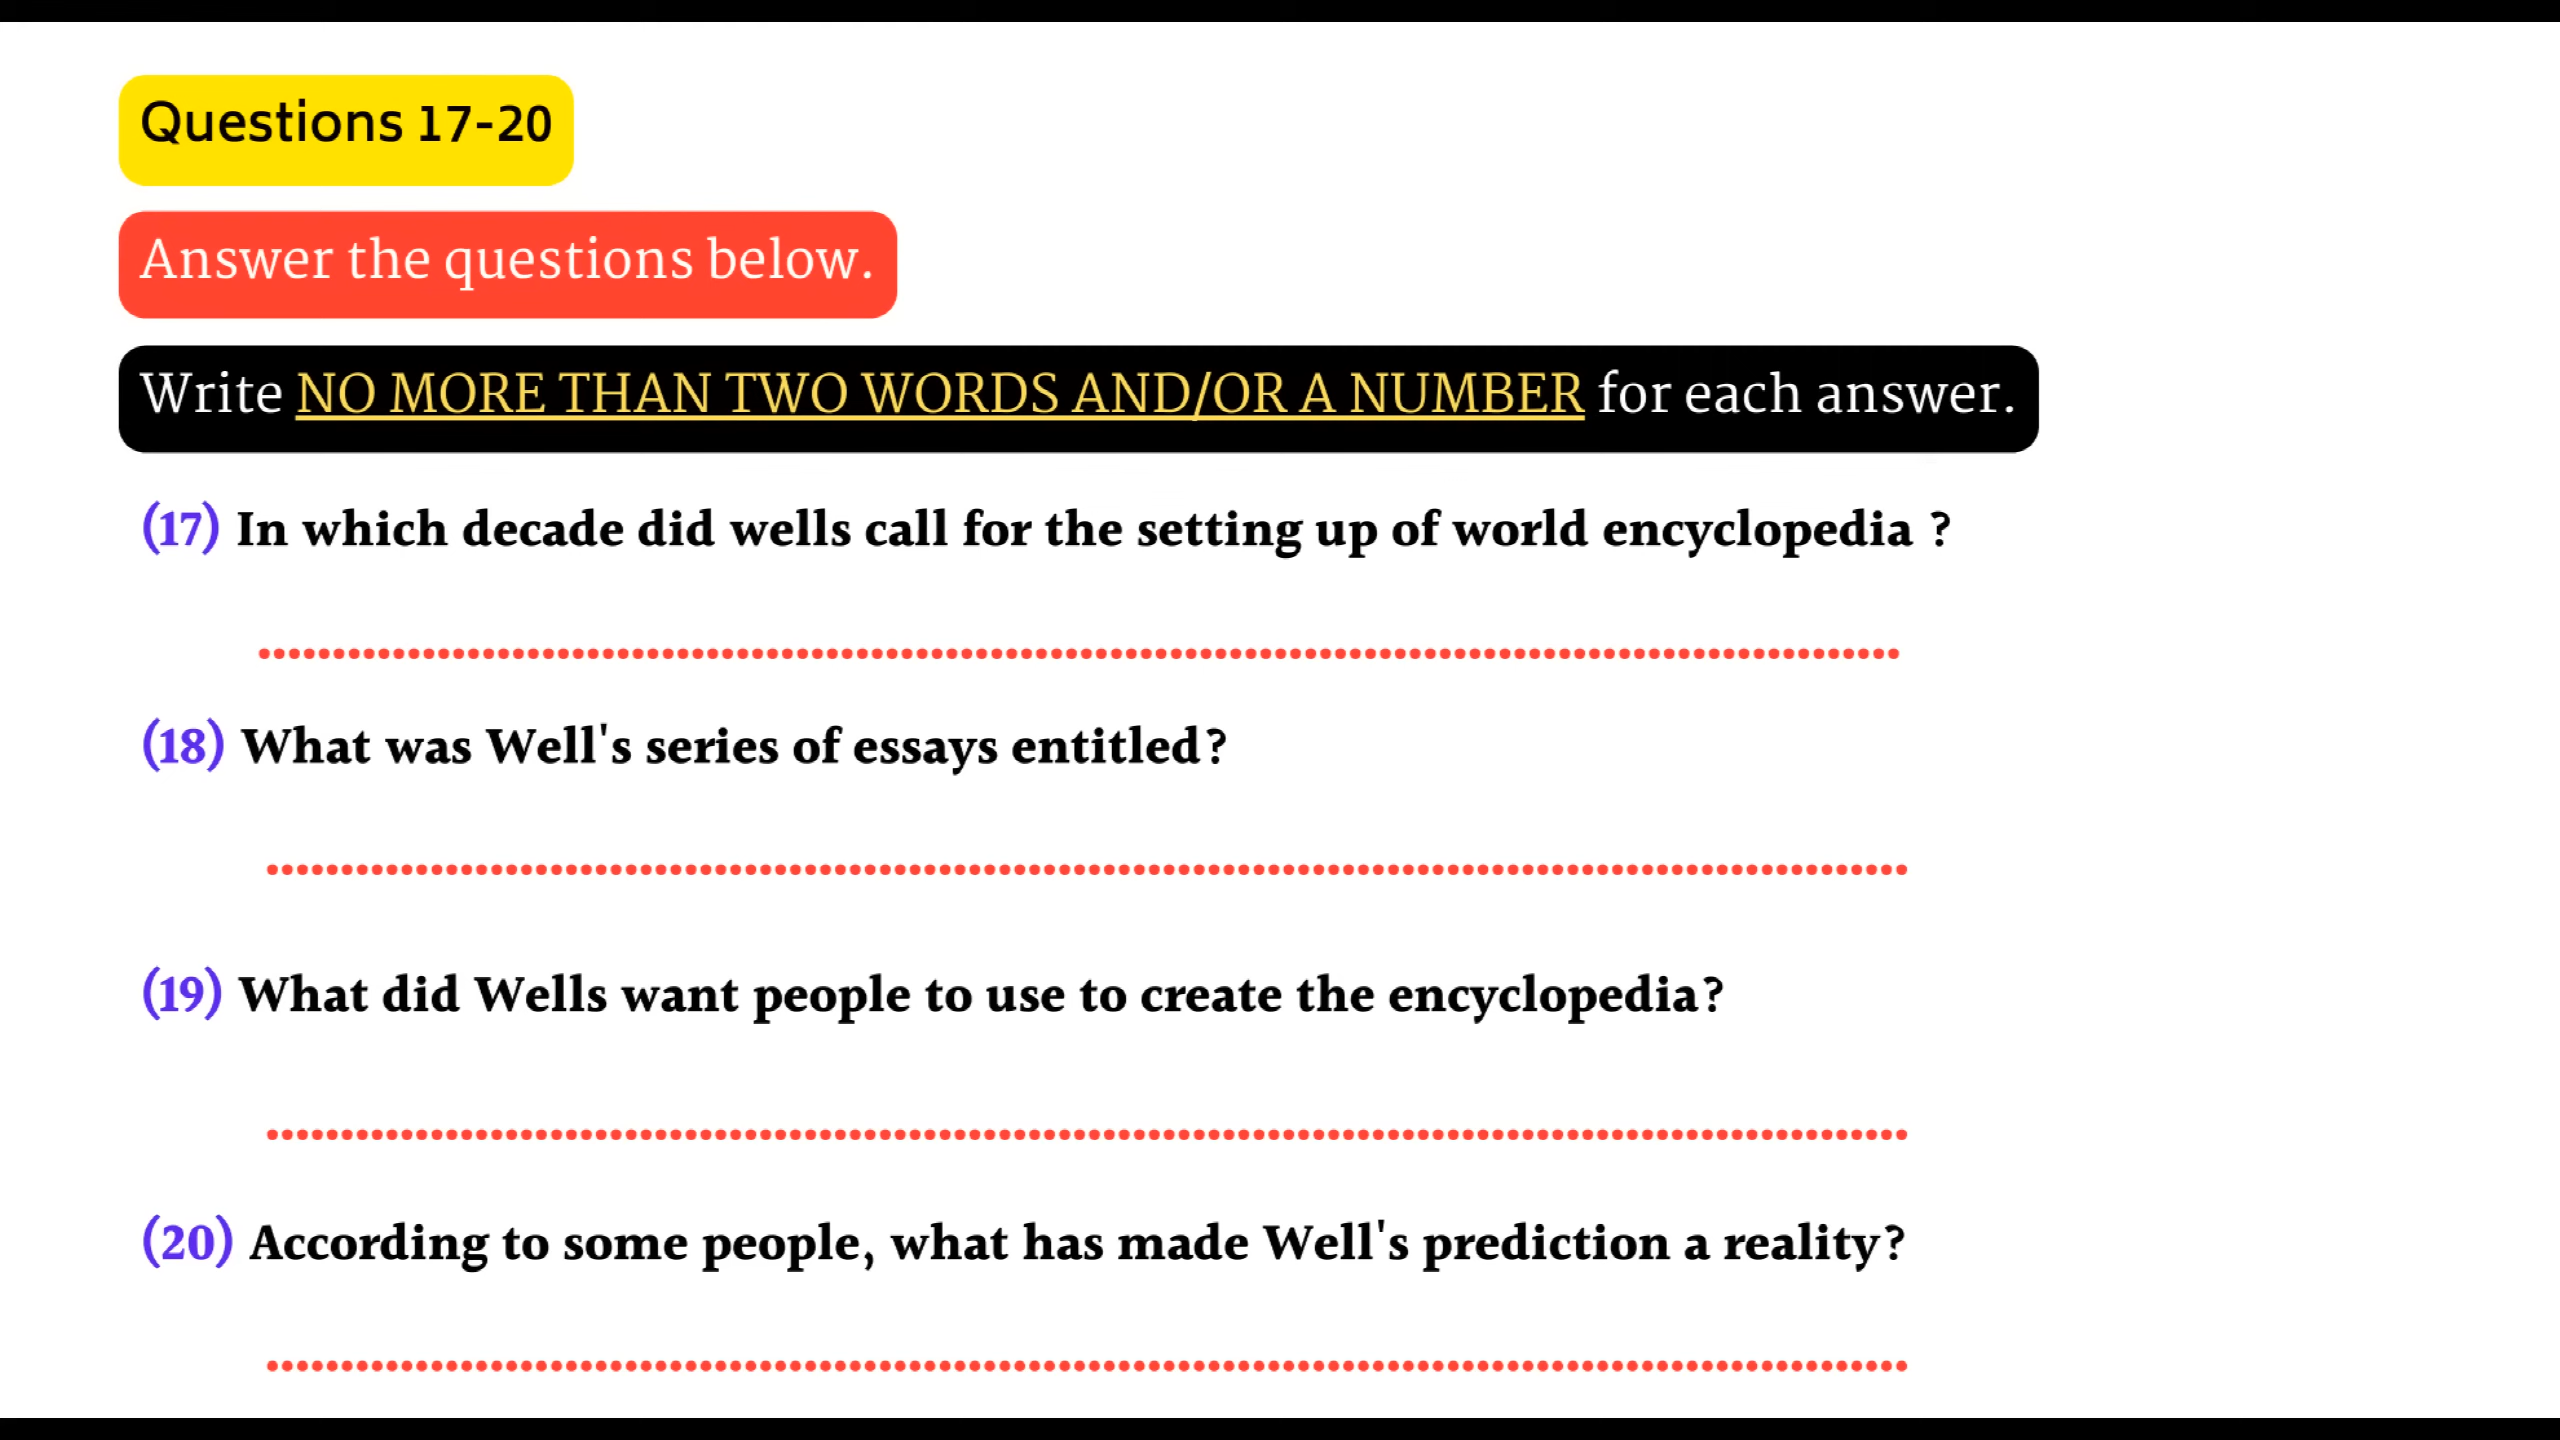 Questions 17-20
Answer the questions below.
Write NO MORE THAN TWO WORDS AND/OR A NUMBER for each answer.
(17) In which decade did wells call for the setting up of world encyclopedia ?
(18) What was Well's series of essays entitled?
(19) What did Wells want people to use to create the encyclopedia?
(20) According to some people, what has made Well's prediction a reality?